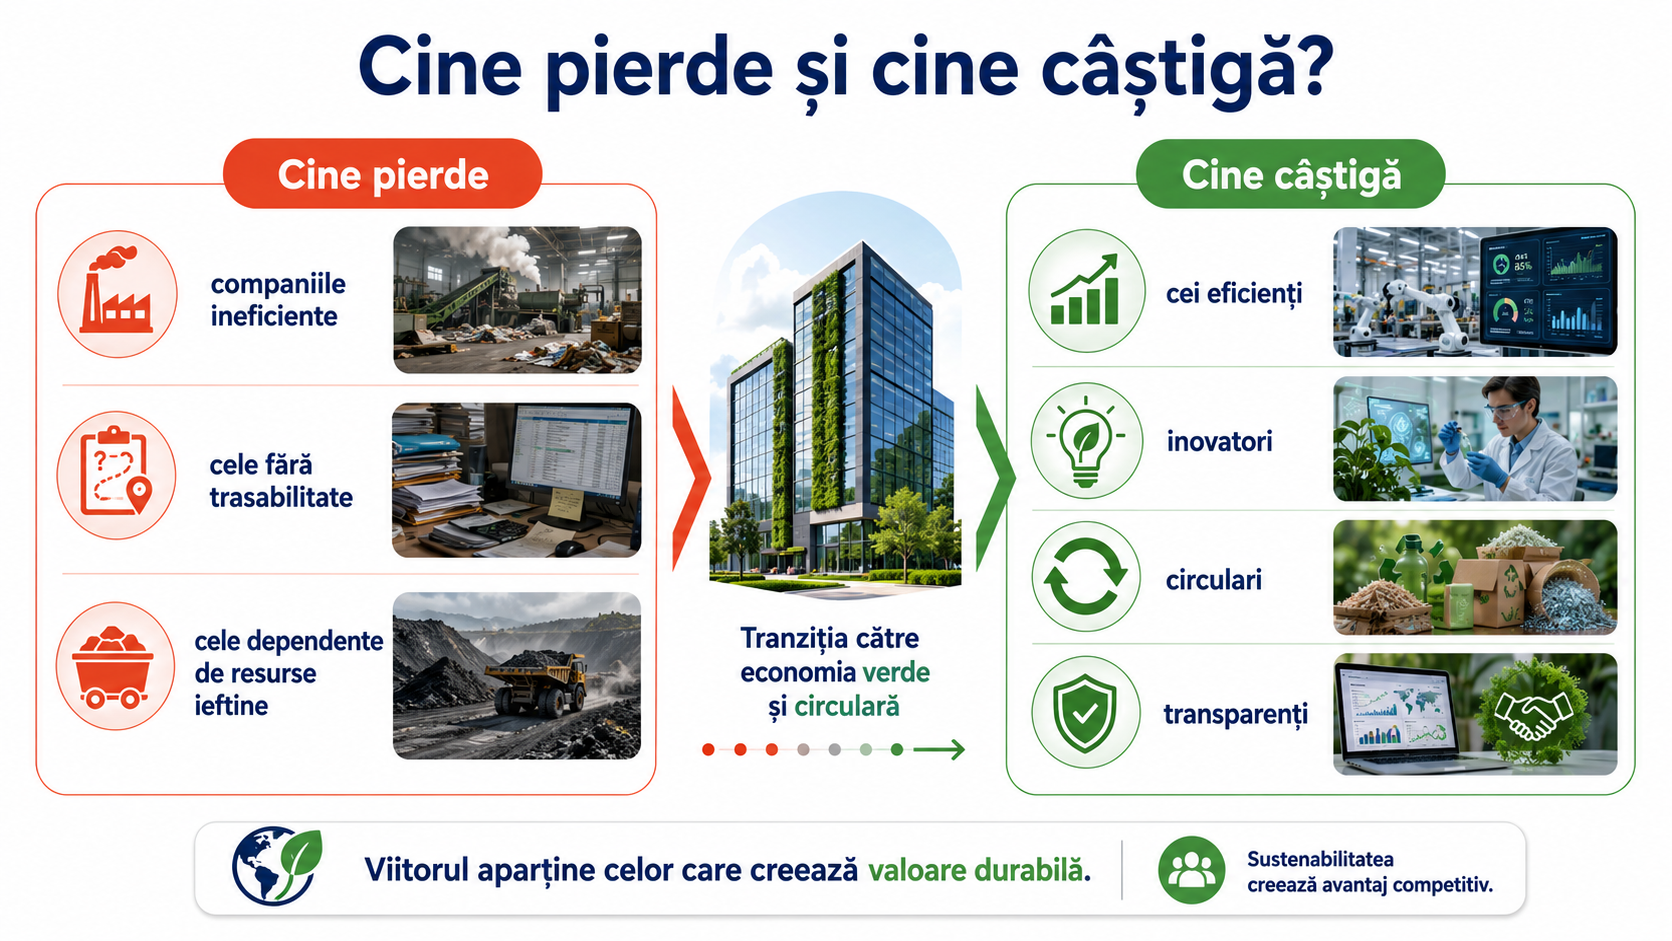 Cine pierde și cine câștigă?
Cine pierde
companiile
ineficiente
cele fără
trasabilitate
cele dependente
de resurse
ieftine
Tranziția către
economia verde
și circulară
Cine câștigă
cei eficienți
85%
inovatori
circulari
transparenți
Viitorul aparține celor care creează valoare durabilă.
Sustenabilitatea
creează avantaj competitiv.